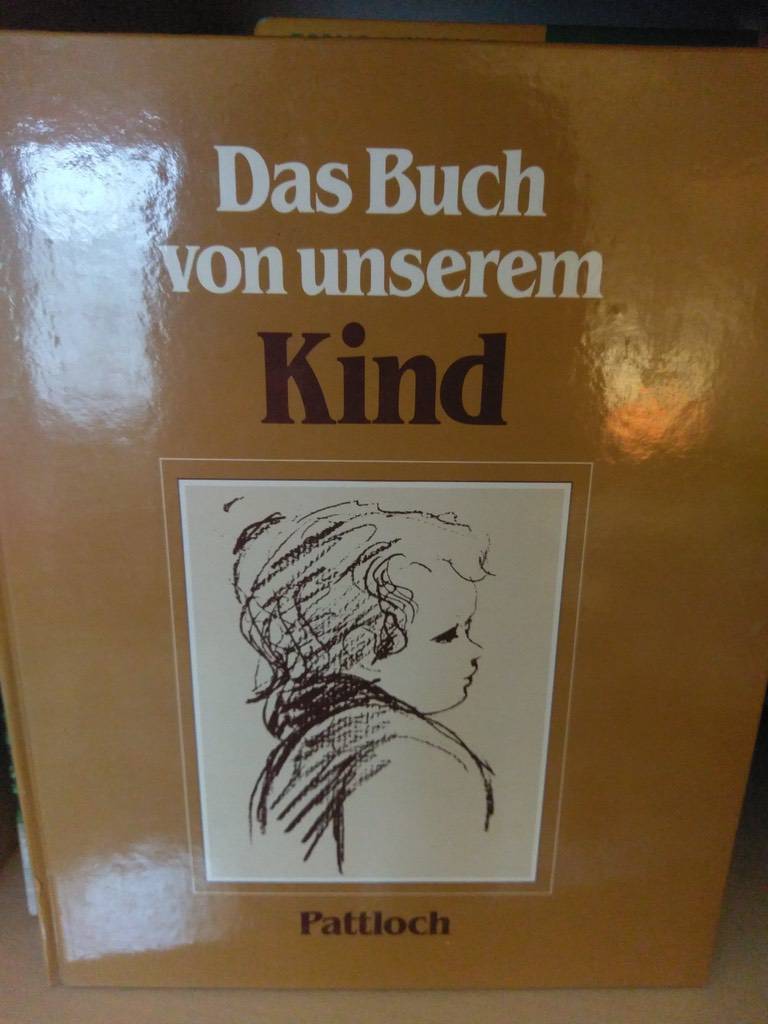 Das Buch
von unserem
Kind
Pattloch